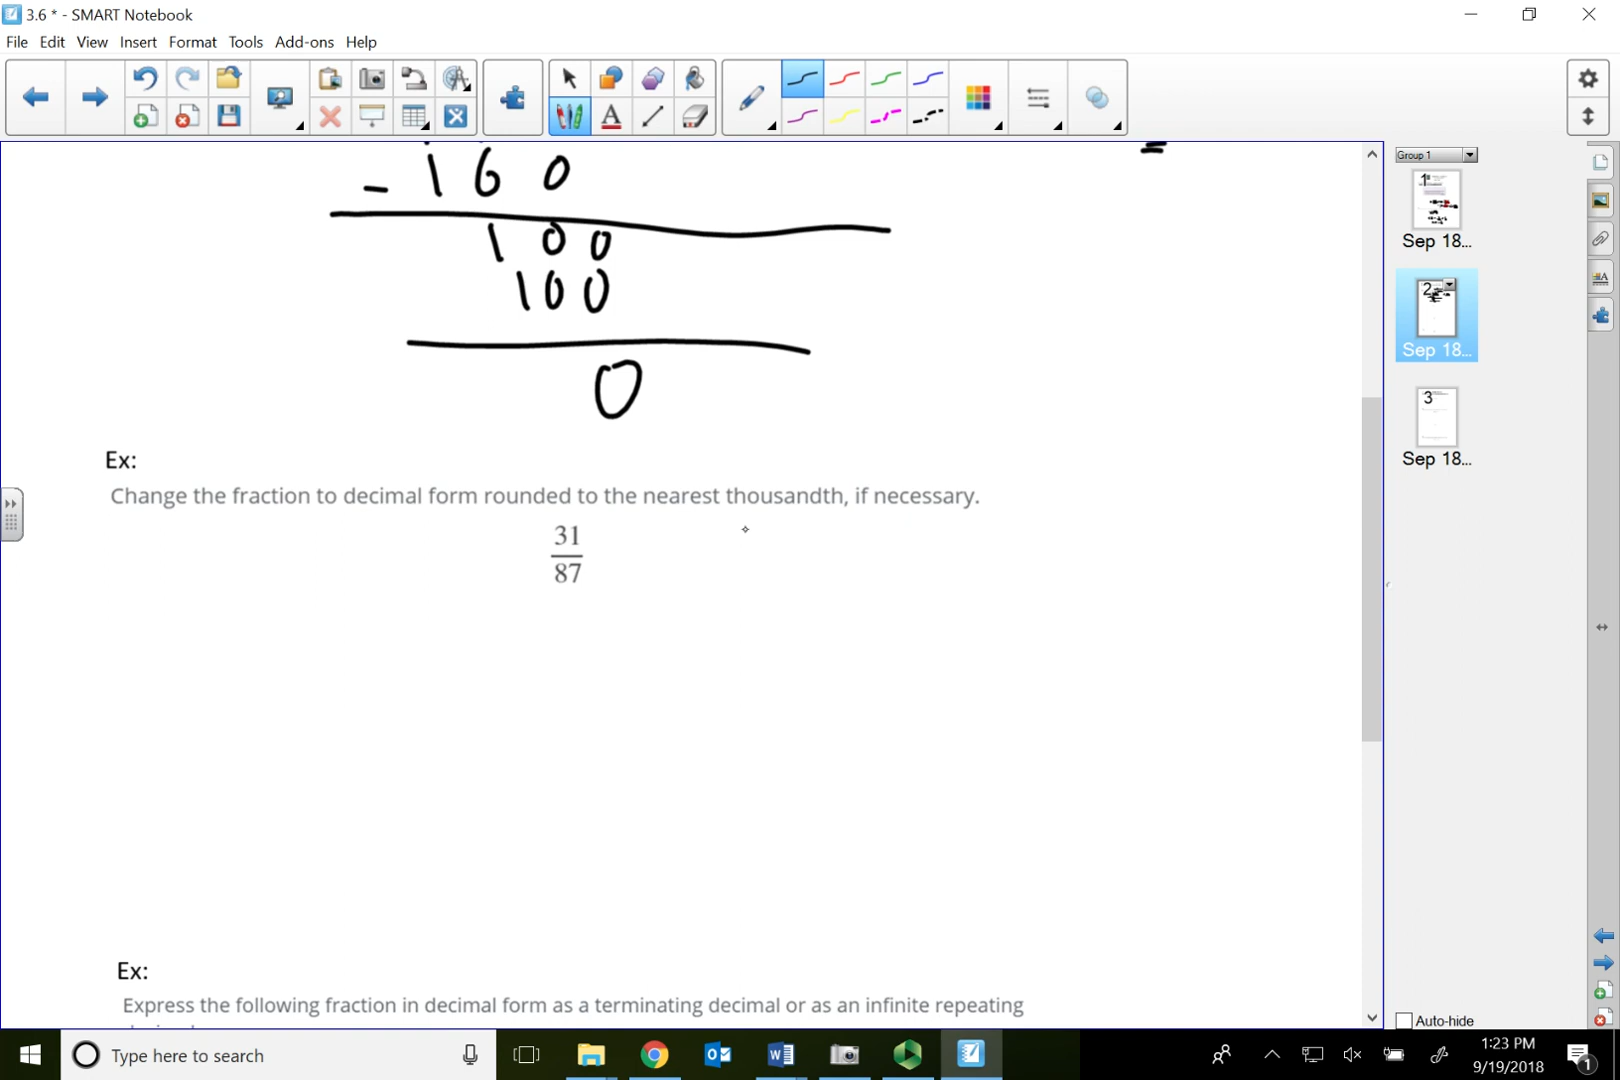 3.6 * - SMART Notebook
File Edit View Insert Format Tools Add-ons Help
- 1 6 0
1 0 0
1 0 0
0
Ex:
Change the fraction to decimal form rounded to the nearest thousandth, if necessary.
31
87
Ex:
Express the following fraction in decimal form as a terminating decimal or as an infinite repeating
Group 1
1
Sep 18...
2
Sep 18...
3
Sep 18...
Auto-hide
Type here to search
1:23 PM
9/19/2018
1